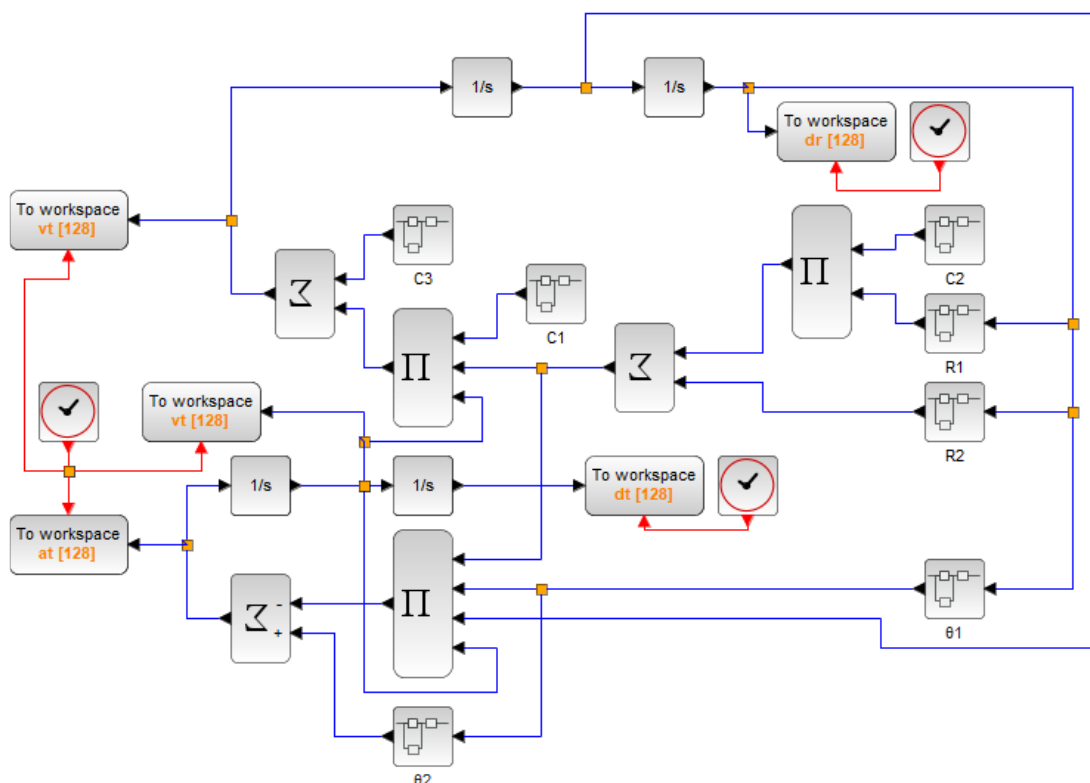 1/s
1/s
To workspace
dr [128]
To workspace
vt [128]
C3
C2
Σ
Π
C1
R1
Π
Σ
To workspace
vt [128]
R2
1/s
1/s
To workspace
dt [128]
To workspace
at [128]
Π
Σ
-
+
θ1
θ2